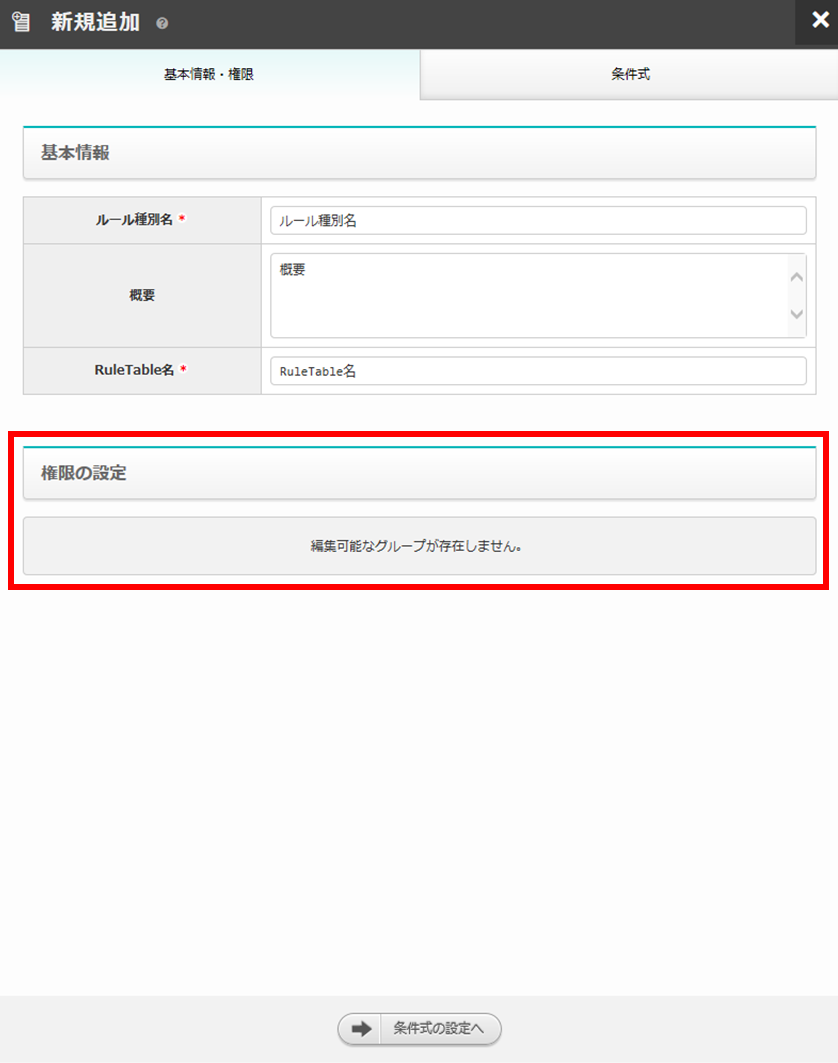 新規追加 ?
基本情報・権限 条件式
基本情報
ルール種別名 * ルール種別名
概要 概要
RuleTable名 * RuleTable名
権限の設定
編集可能なグループが存在しません。
条件式の設定へ